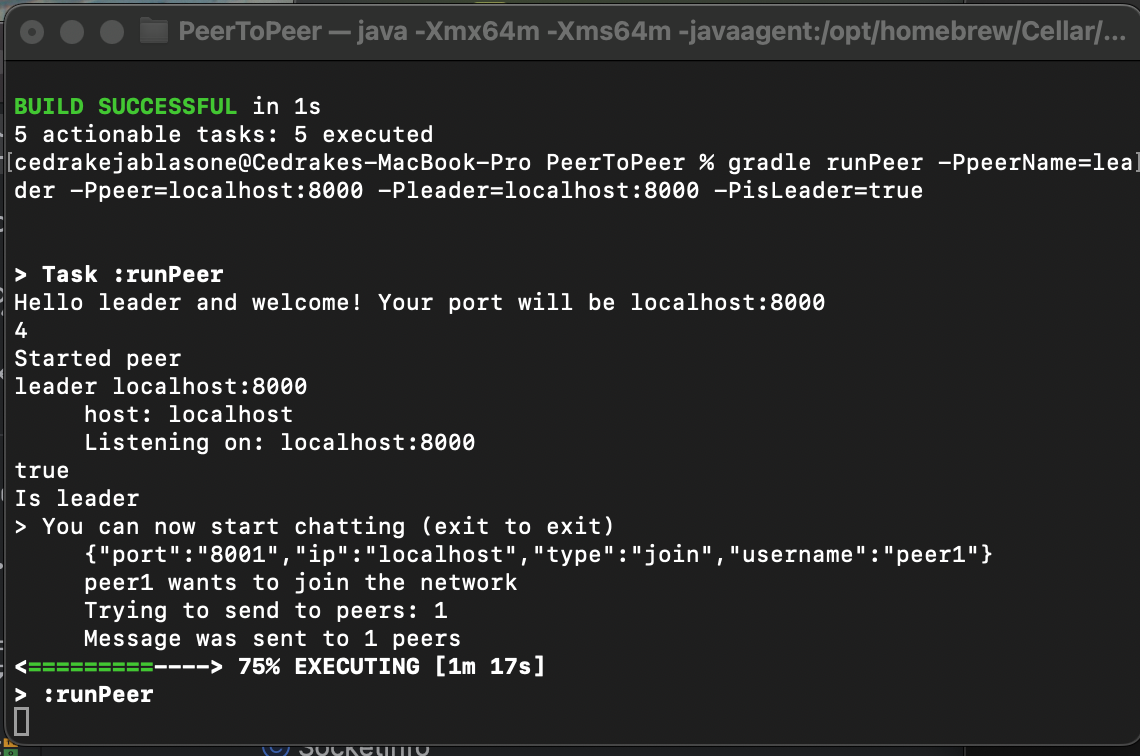 PeerToPeer — java -Xmx64m -Xms64m -javaagent:/opt/homebrew/Cellar/...
BUILD SUCCESSFUL in 1s
5 actionable tasks: 5 executed
[cedrakejablasone@Cedrakes-MacBook-Pro PeerToPeer % gradle runPeer -PpeerName=lea]
der -Ppeer=localhost:8000 -Pleader=localhost:8000 -PisLeader=true
> Task :runPeer
Hello leader and welcome! Your port will be localhost:8000
4
Started peer
leader localhost:8000
host: localhost
Listening on: localhost:8000
true
Is leader
> You can now start chatting (exit to exit)
{"port":"8001","ip":"localhost","type":"join","username":"peer1"}
peer1 wants to join the network
Trying to send to peers: 1
Message was sent to 1 peers
<=========----> 75% EXECUTING [1m 17s]
> :runPeer
SocketInfo